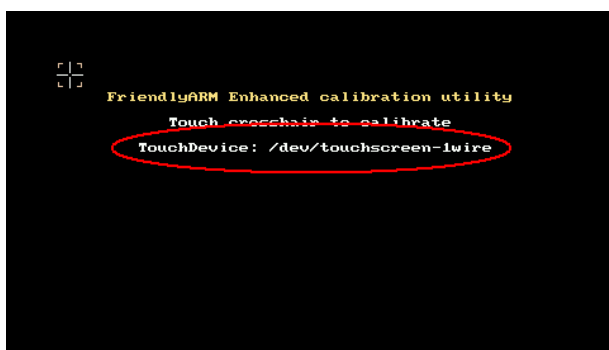 FriendlyARM Enhanced calibration utility
Touch crosshair to calibrate
TouchDevice: /dev/touchscreen-1wire